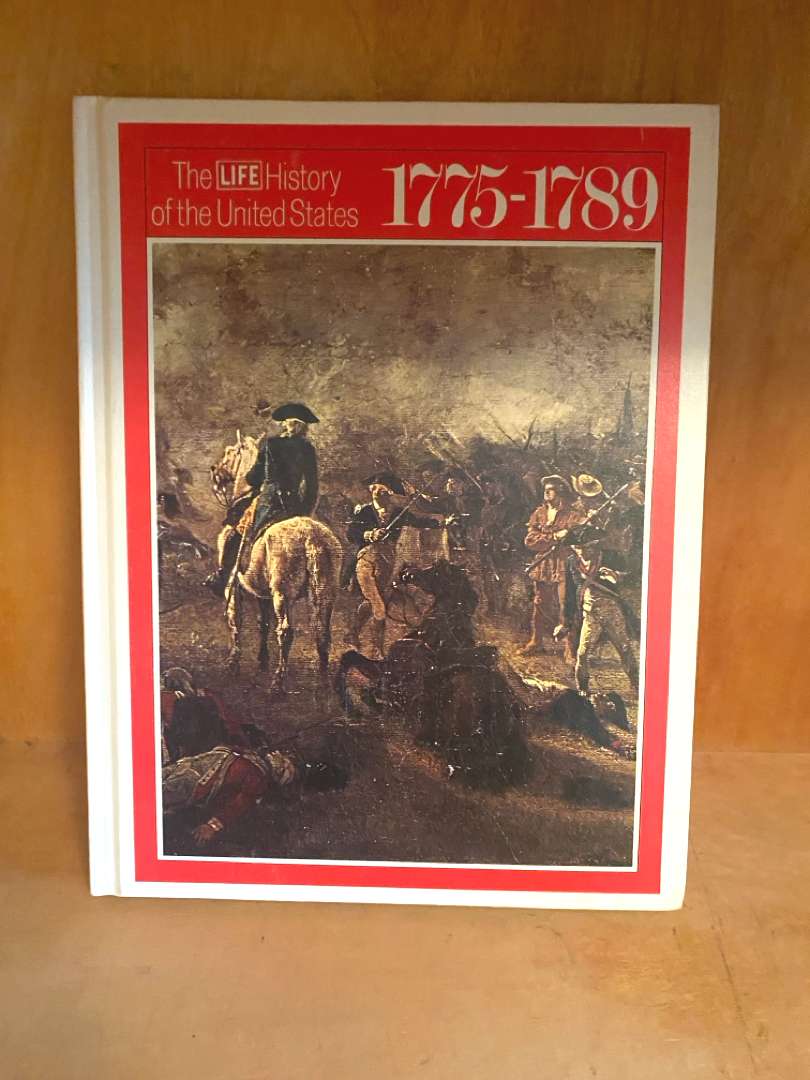 The LIFE History
of the United States
1775-1789